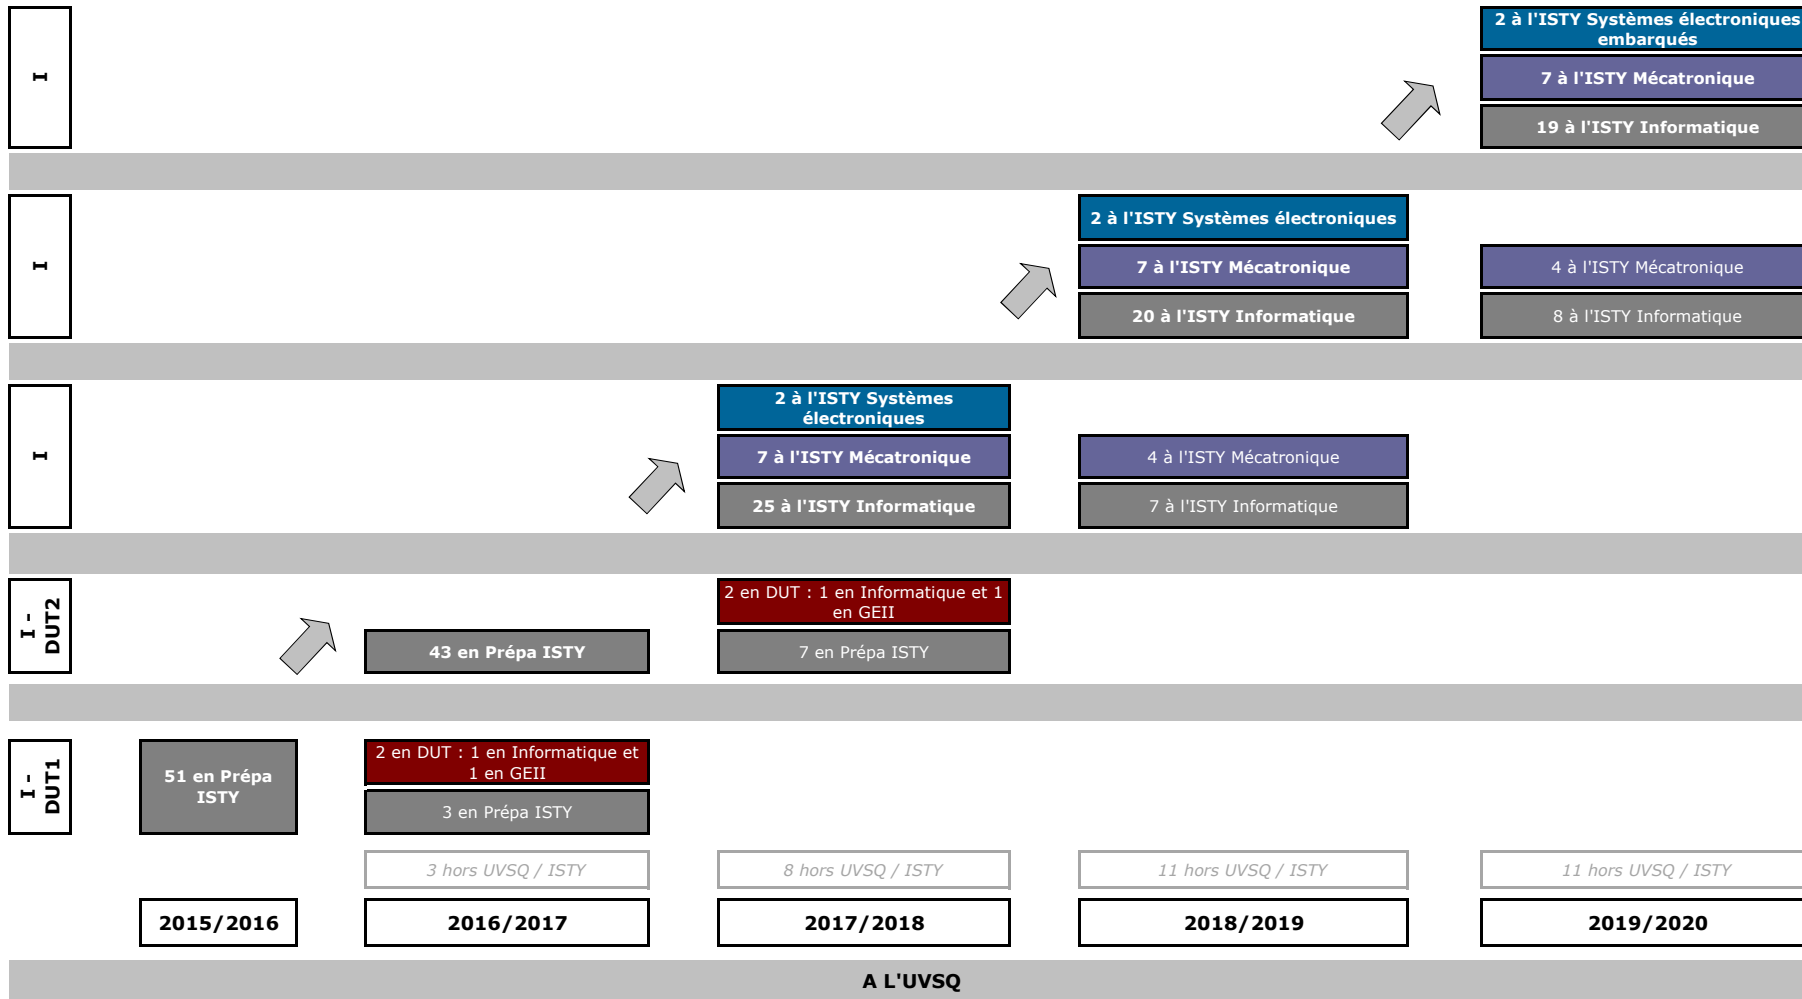 2 à l'ISTY Systèmes électroniques
embarqués
I
7 à l'ISTY Mécatronique
19 à l'ISTY Informatique
2 à l'ISTY Systèmes électroniques
I
7 à l'ISTY Mécatronique
4 à l'ISTY Mécatronique
20 à l'ISTY Informatique
8 à l'ISTY Informatique
2 à l'ISTY Systèmes
électroniques
I
7 à l'ISTY Mécatronique
4 à l'ISTY Mécatronique
25 à l'ISTY Informatique
7 à l'ISTY Informatique
I -
DUT2
2 en DUT : 1 en Informatique et 1
en GEII
43 en Prépa ISTY
7 en Prépa ISTY
I -
DUT1
51 en Prépa
ISTY
2 en DUT : 1 en Informatique et
1 en GEII
3 en Prépa ISTY
3 hors UVSQ / ISTY
8 hors UVSQ / ISTY
11 hors UVSQ / ISTY
11 hors UVSQ / ISTY
2015/2016
2016/2017
2017/2018
2018/2019
2019/2020
A L'UVSQ